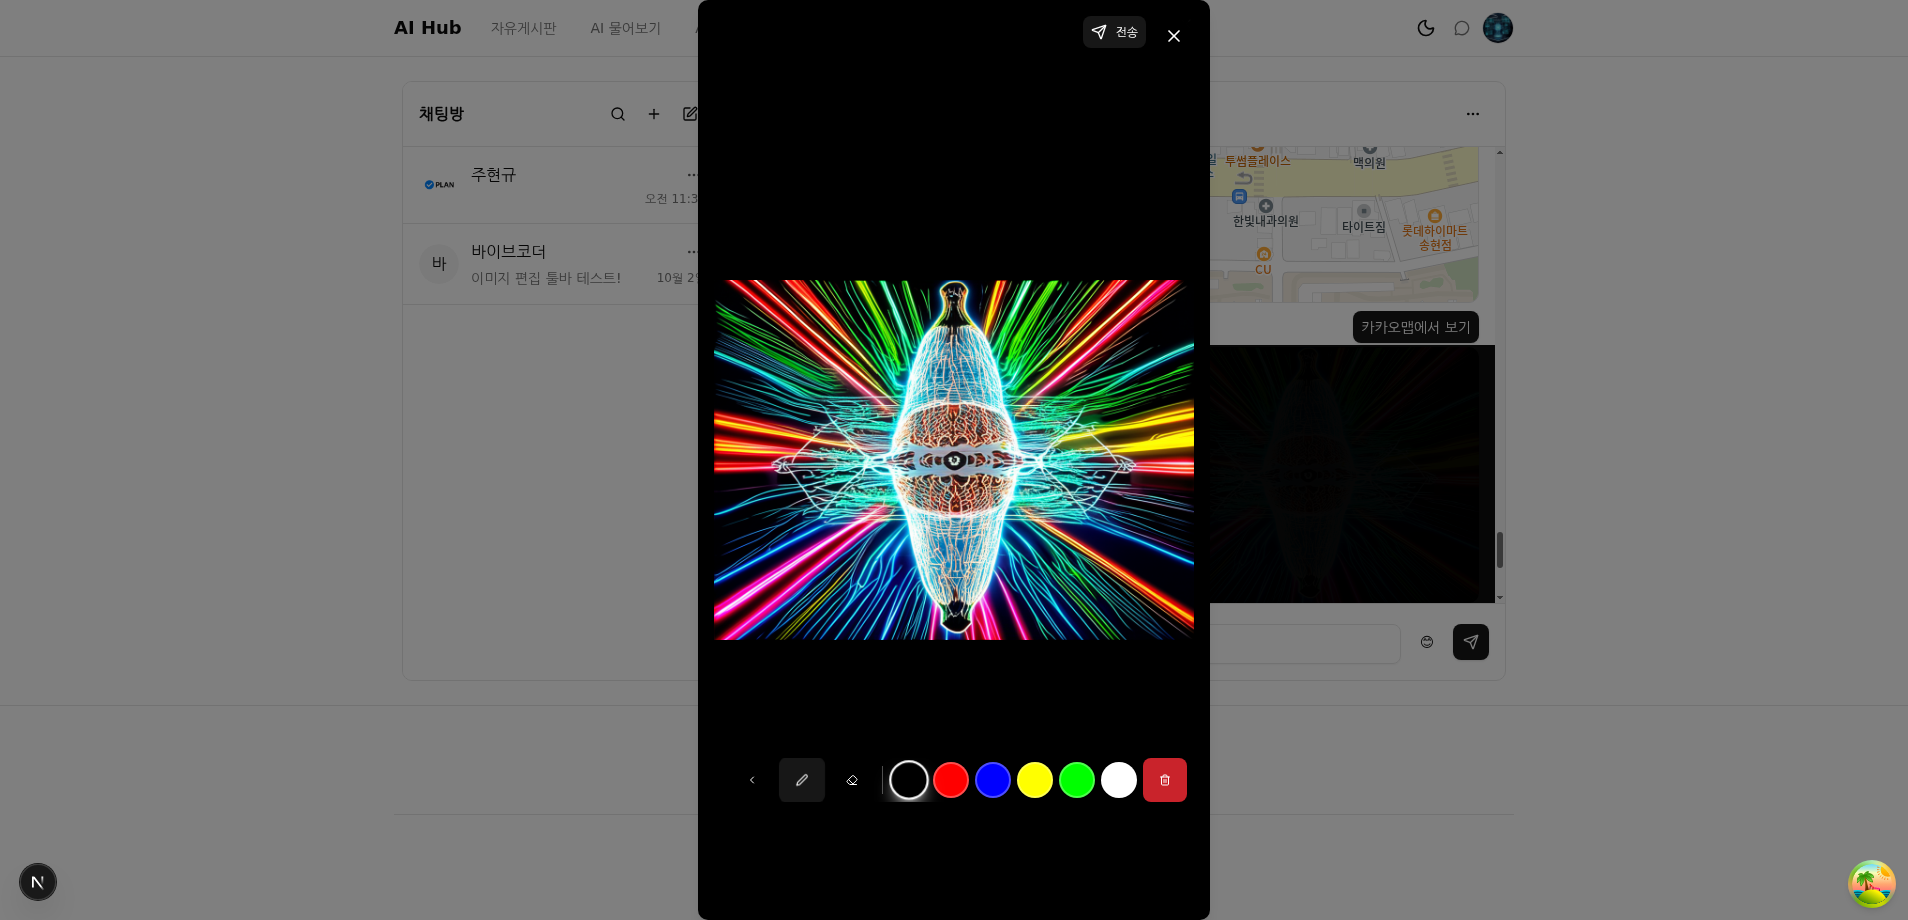 AI Hub
자유게시판
AI 물어보기
전송
채팅방
주현규
오전 11:3
PLAN
바
바이브코더
이미지 편집 툴바 테스트!
10월 2
투썸플레이스
맥의원
한빛내과의원
타이트짐
롯데하이마트
송현점
CU
카카오맵에서 보기